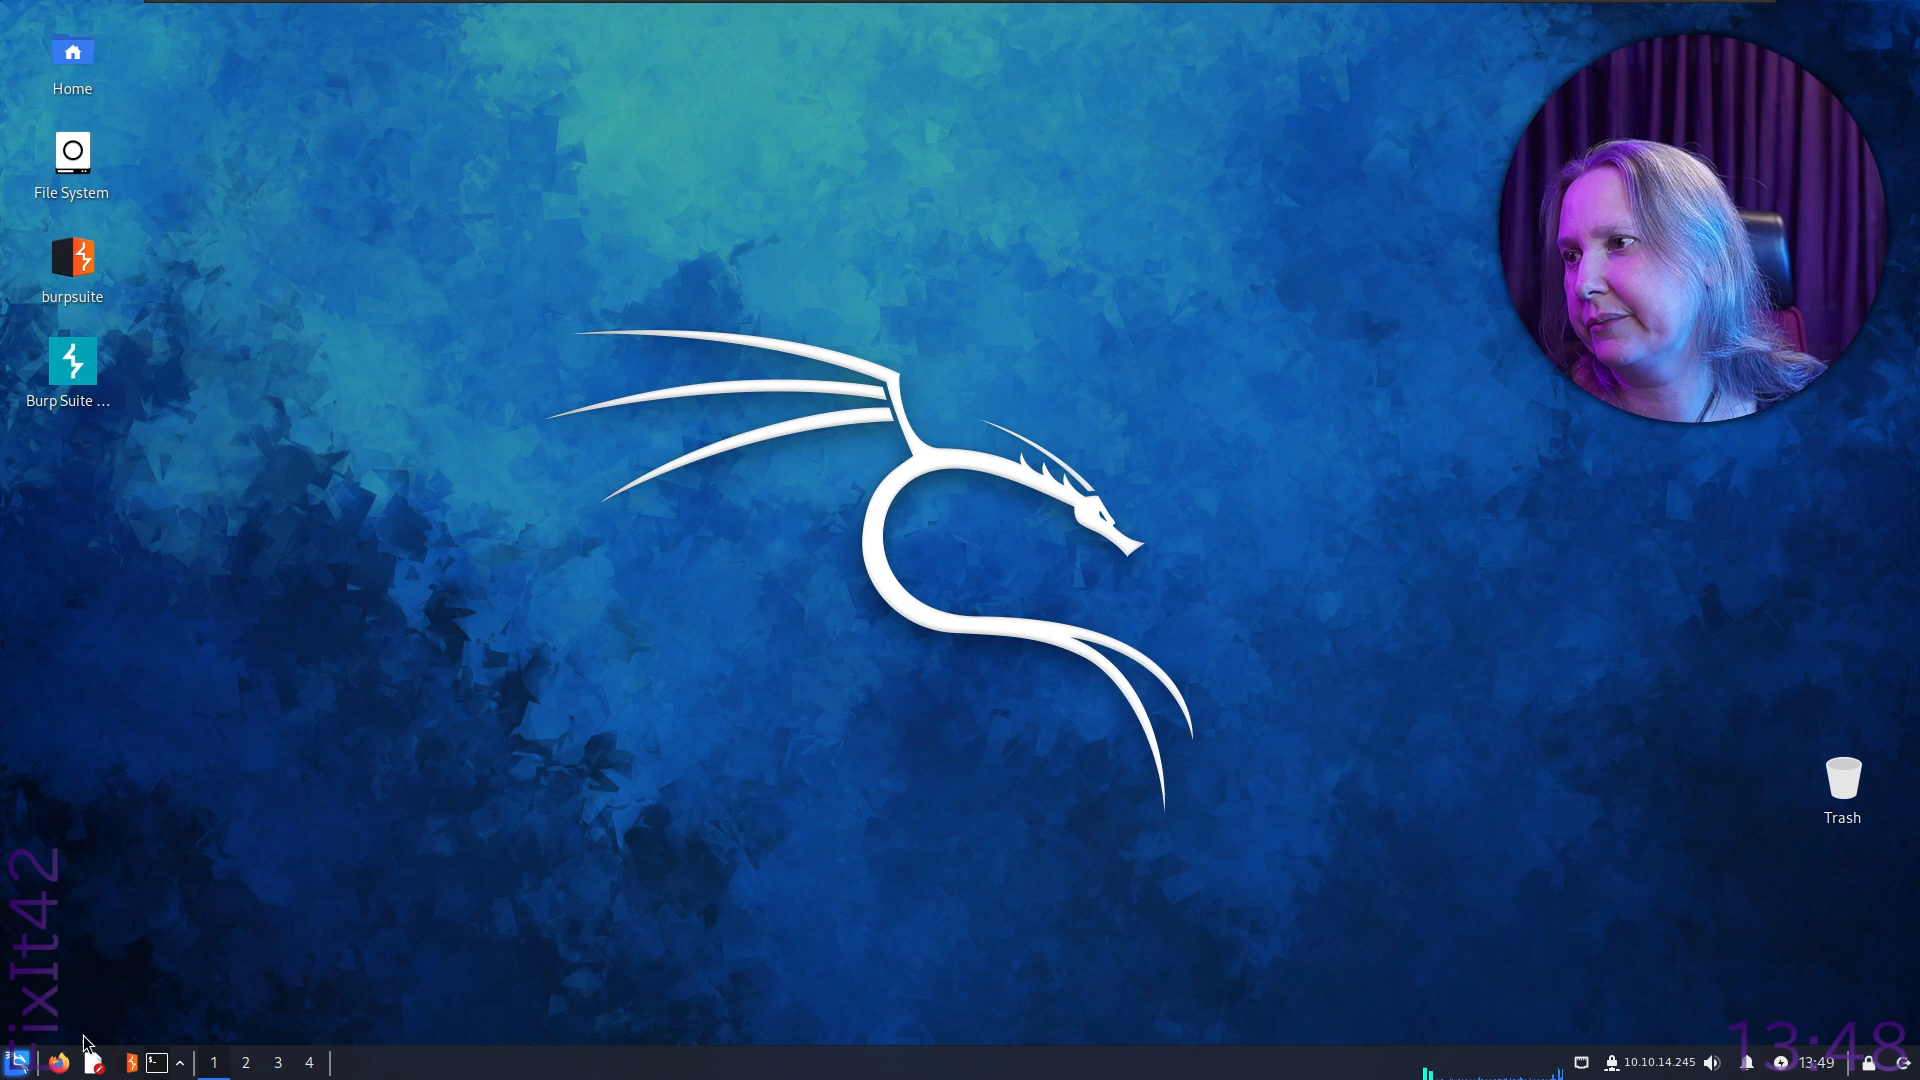 Home
File System
burpsuite
Burp Suite ...
Trash
ixIt42
13:48
1 2 3 4
10.10.14.245
13:49